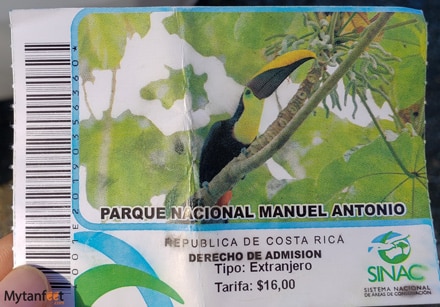 PARQUE NACIONAL MANUEL ANTONIO
REPUBLICA DE COSTA RICA
DERECHO DE ADMISION
Tipo: Extranjero
Tarifa: $16,00
SINAC
SISTEMA NACIONAL
DE ÁREAS DE CONSERVACIÓN
*001E20190356360*
Mytanfeet